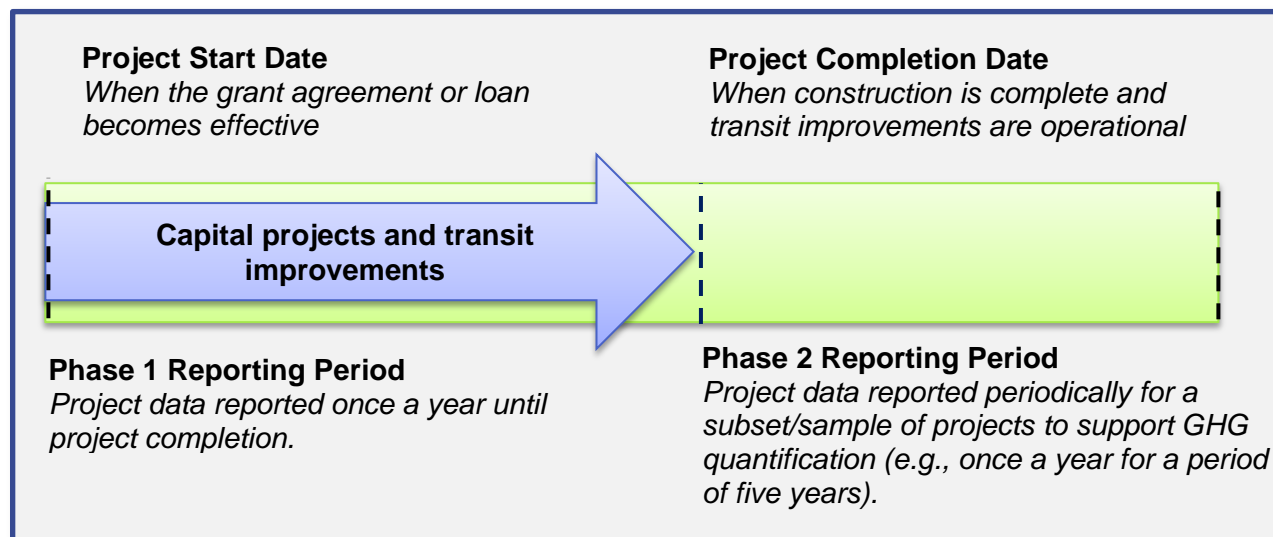 Project Start Date
When the grant agreement or loan
becomes effective
Project Completion Date
When construction is complete and
transit improvements are operational
Capital projects and transit
improvements
Phase 1 Reporting Period
Project data reported once a year until
project completion.
Phase 2 Reporting Period
Project data reported periodically for a
subset/sample of projects to support GHG
quantification (e.g., once a year for a period
of five years).